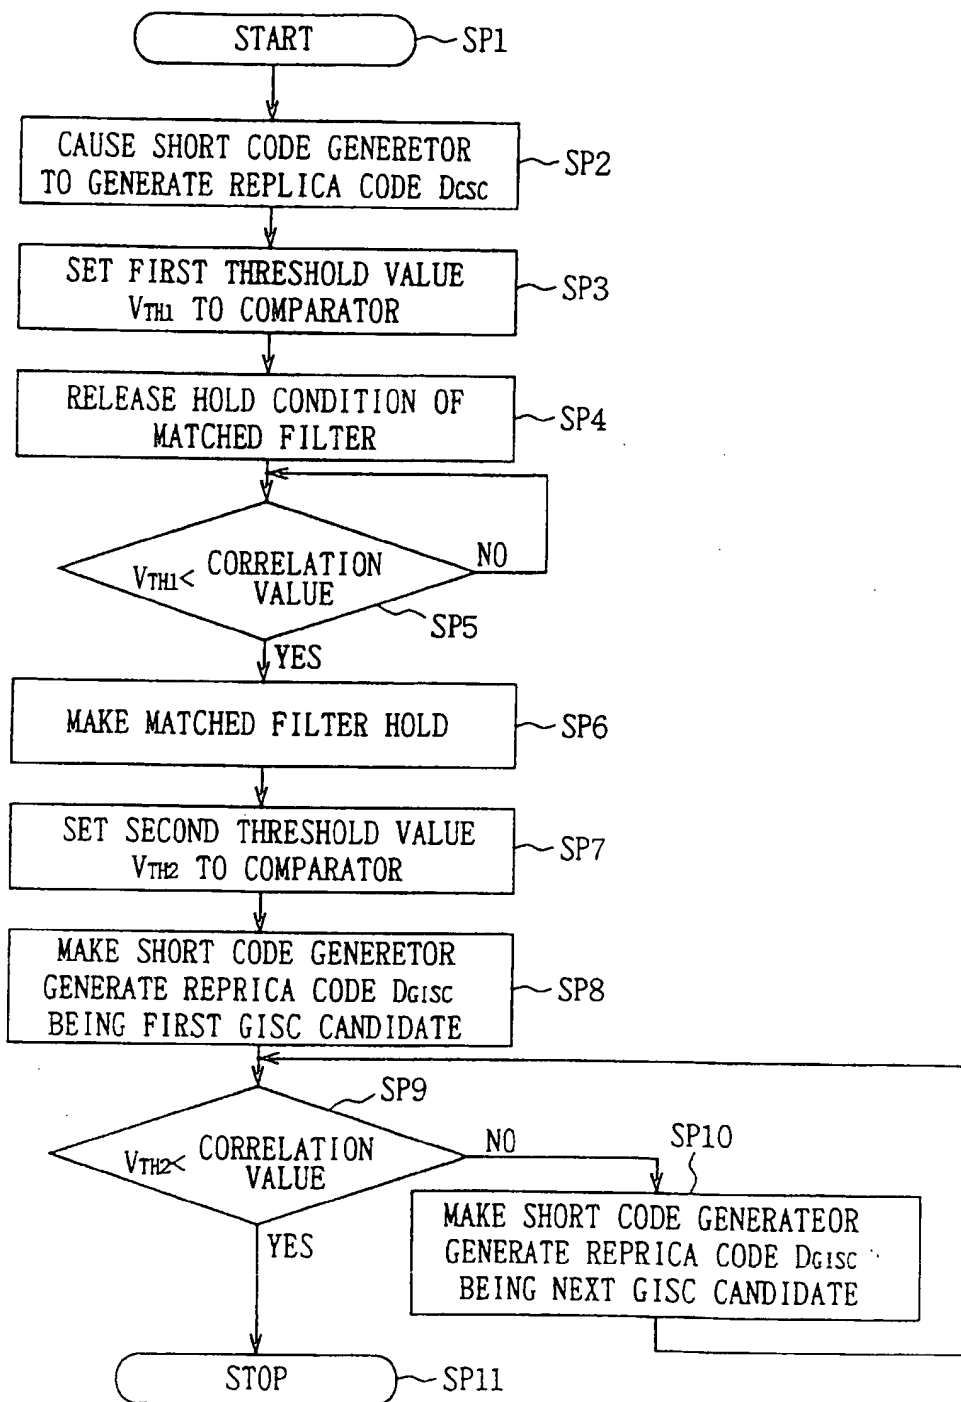 START
SP1
CAUSE SHORT CODE GENERETOR
TO GENERATE REPLICA CODE DCSC
SP2
SET FIRST THRESHOLD VALUE
VTH1 TO COMPARATOR
SP3
RELEASE HOLD CONDITION OF
MATCHED FILTER
SP4
VTH1< CORRELATION
VALUE
NO
SP5
YES
MAKE MATCHED FILTER HOLD
SP6
SET SECOND THRESHOLD VALUE
VTH2 TO COMPARATOR
SP7
MAKE SHORT CODE GENERETOR
GENERATE REPRICA CODE DGISC
BEING FIRST GISC CANDIDATE
SP8
SP9
VTH2< CORRELATION
VALUE
NO
SP10
MAKE SHORT CODE GENERATEOR
GENERATE REPRICA CODE DGISC
BEING NEXT GISC CANDIDATE
YES
STOP
SP11